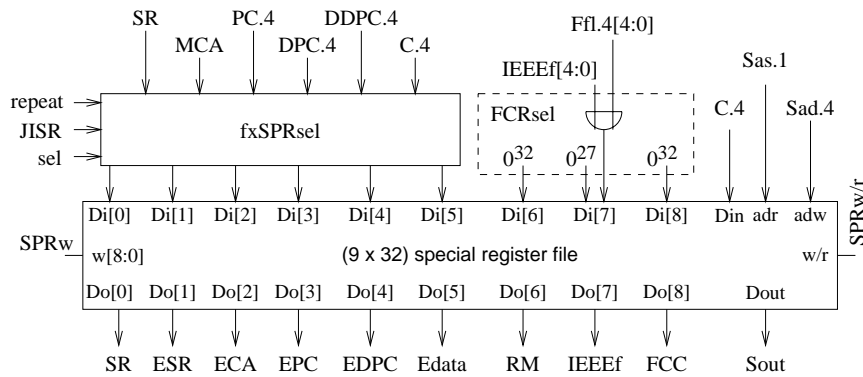 SR PC.4 DDPC.4 Ffl.4[4:0]
MCA DPC.4 C.4 IEEEf[4:0] Sas.1
repeat
JISR fxSPRsel FCRsel C.4 Sad.4
sel 0^32 0^27 0^32
Di[0] Di[1] Di[2] Di[3] Di[4] Di[5] Di[6] Di[7] Di[8] Din adr adw
SPRw w[8:0] (9 x 32) special register file w/r SPRw/r
Do[0] Do[1] Do[2] Do[3] Do[4] Do[5] Do[6] Do[7] Do[8] Dout
SR ESR ECA EPC EDPC Edata RM IEEEf FCC Sout